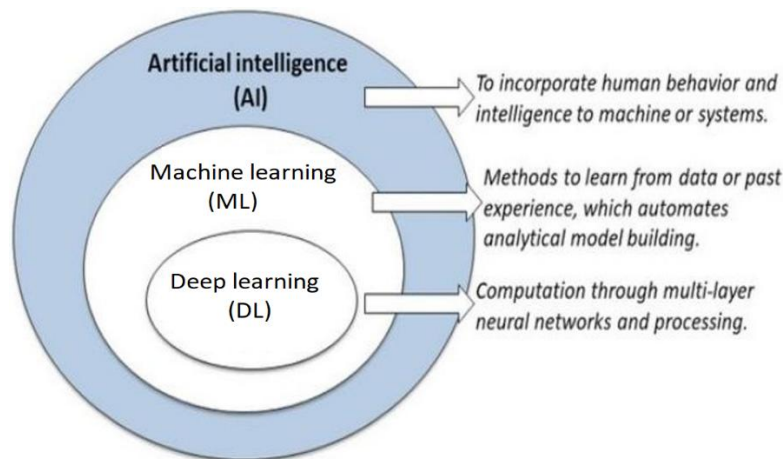 Artificial intelligence
(AI)
To incorporate human behavior and
intelligence to machine or systems.
Machine learning
(ML)
Methods to learn from data or past
experience, which automates
analytical model building.
Deep learning
(DL)
Computation through multi-layer
neural networks and processing.